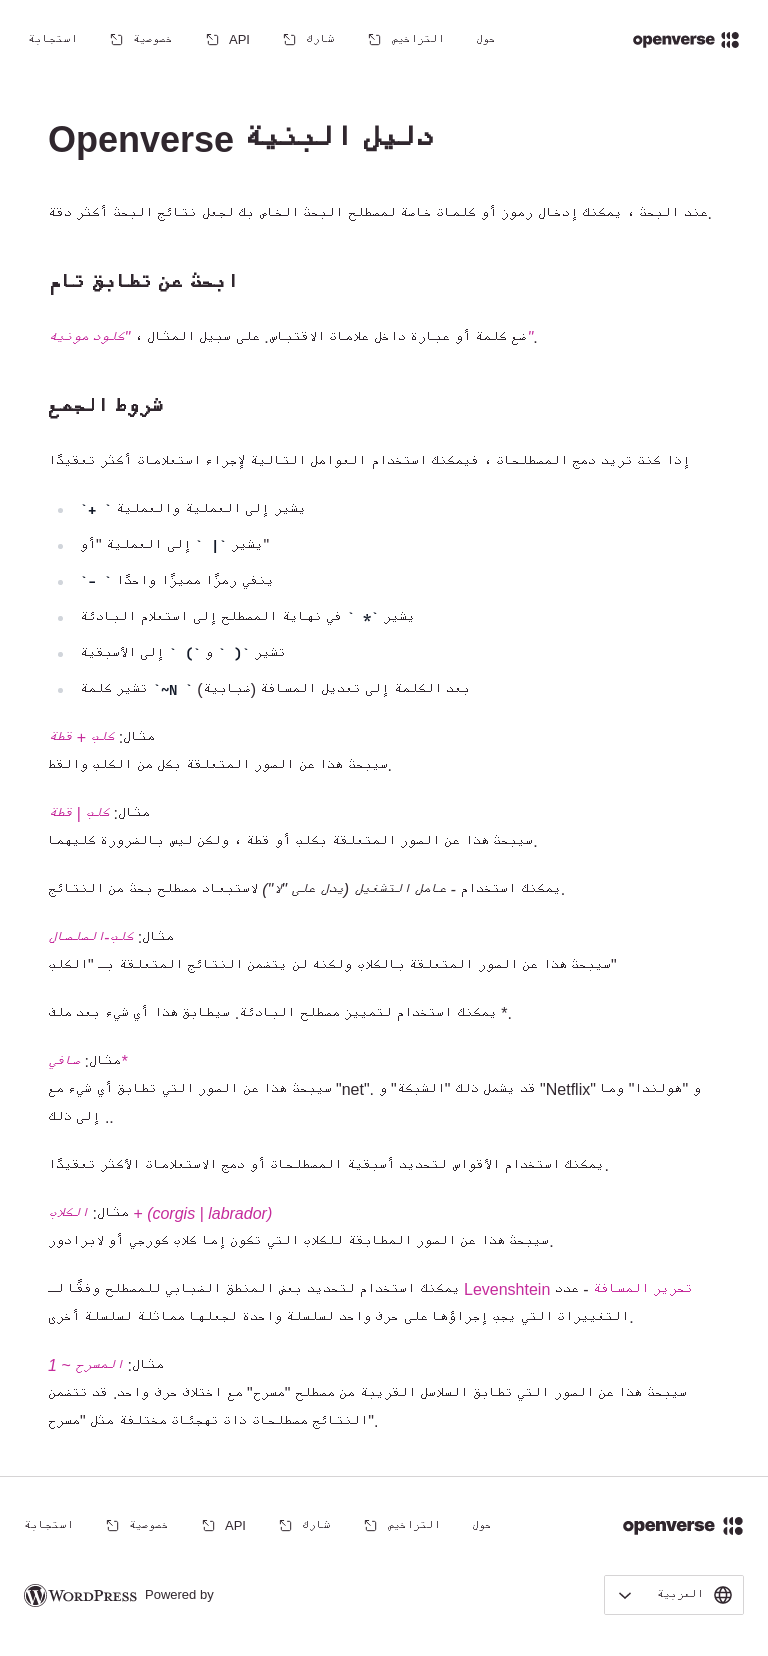 openverse
حول
التراخيص
شارك
API
خصوصية
استجابة
Openverse دليل البنية
عند البحث ، يمكنك إدخال رموز أو كلمات خاصة لمصطلح البحث الخاص بك لجعل نتائج البحث أكثر دقة.
ابحث عن تطابق تام
ضع كلمة أو عبارة داخل علامات الاقتباس. على سبيل المثال ، "كلود مونيه".
شروط الجمع
إذا كنت تريد دمج المصطلحات ، فيمكنك استخدام العوامل التالية لإجراء استعلامات أكثر تعقيدًا
`+ ` يشير إلى العملية والعملية
يشير `| ` إلى العملية "أو"
`- ` ينفي رمزًا مميزًا واحدًا
يشير `* ` في نهاية المصطلح إلى استعلام البادئة
تشير `( ` و `) ` إلى الأسبقية
تشير كلمة `~N ` بعد الكلمة إلى تعديل المسافة (ضبابية)
مثال: كلب + قطة
سيبحث هذا عن الصور المتعلقة بكل من الكلب والقط.
مثال: كلب | قطة
سيبحث هذا عن الصور المتعلقة بكلب أو قطة ، ولكن ليس بالضرورة كليهما.
يمكنك استخدام - عامل التشغيل (يدل على "لا") لاستبعاد مصطلح بحث من النتائج.
مثال: كلب-الصلصال
سيبحث هذا عن الصور المتعلقة بالكلاب ولكنه لن يتضمن النتائج المتعلقة بـ "الكلب"
يمكنك استخدام لتمييز مصطلح البادئة. سيطابق هذا أي شيء بعد ملف *.
مثال: صافي*
سيبحث هذا عن الصور التي تطابق أي شيء مع "net". قد يشمل ذلك "الشبكة" و "Netflix" و "هولندا" وما
إلى ذلك ..
يمكنك استخدام الأقواس لتحديد أسبقية المصطلحات أو دمج الاستعلامات الأكثر تعقيدًا.
مثال: الكلاب + (corgis | labrador)
سيبحث هذا عن الصور المطابقة للكلاب التي تكون إما كلاب كورجي أو لابرادور.
يمكنك استخدام لتحديد بعض المنطق الضبابي للمصطلح وفقًا لـ Levenshtein تحرير المسافة - عدد
التغييرات التي يجب إجراؤها على حرف واحد لسلسلة واحدة لجعلها مماثلة لسلسلة أخرى.
مثال: المسرح ~ 1
سيبحث هذا عن الصور التي تطابق السلاسل القريبة من مصطلح "مسرح" مع اختلاف حرف واحد. قد تتضمن
النتائج مصطلحات ذات تهجئات مختلفة مثل "مسرح".
openverse
حول
التراخيص
شارك
API
خصوصية
استجابة
العربية
Powered by WORDPRESS